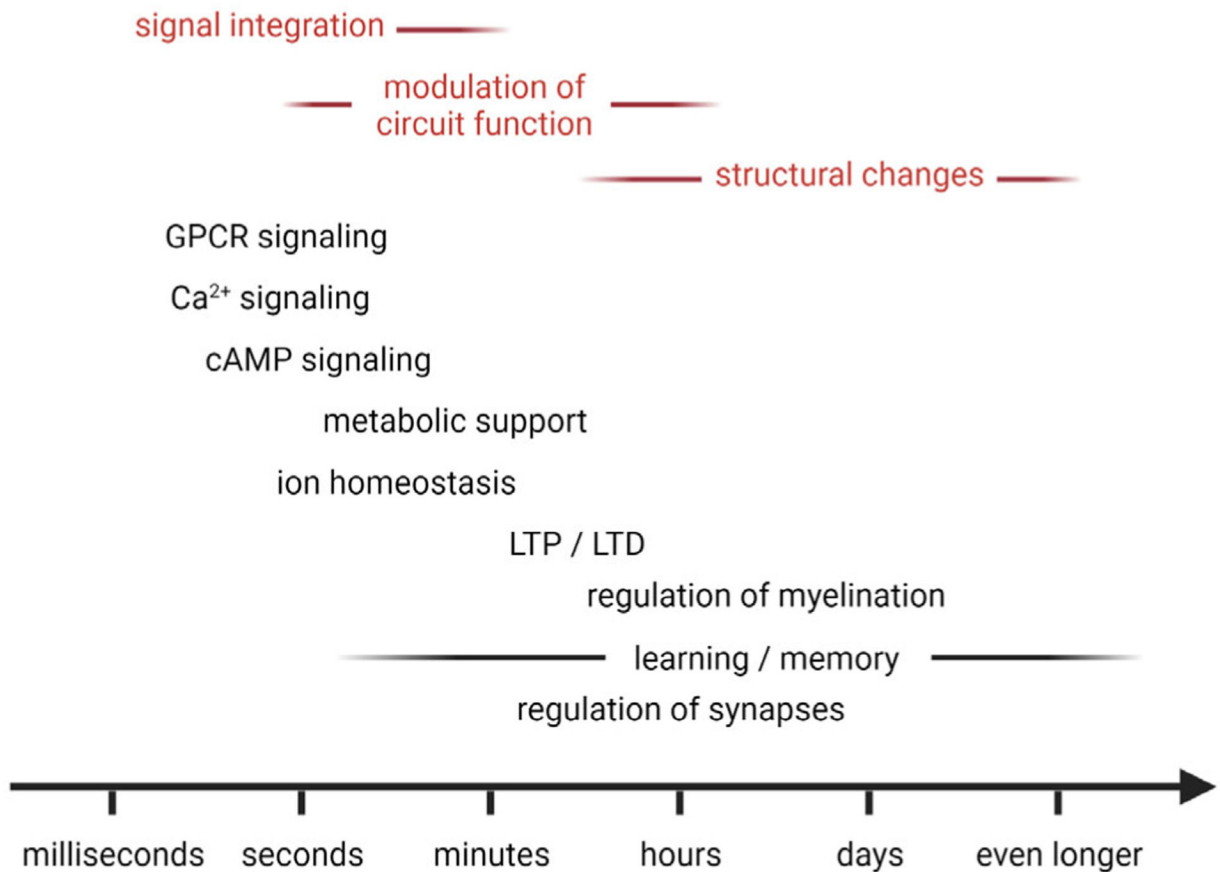 signal integration
modulation of
circuit function
structural changes
GPCR signaling
Ca²⁺ signaling
cAMP signaling
metabolic support
ion homeostasis
LTP / LTD
regulation of myelination
learning / memory
regulation of synapses
milliseconds seconds minutes hours days even longer